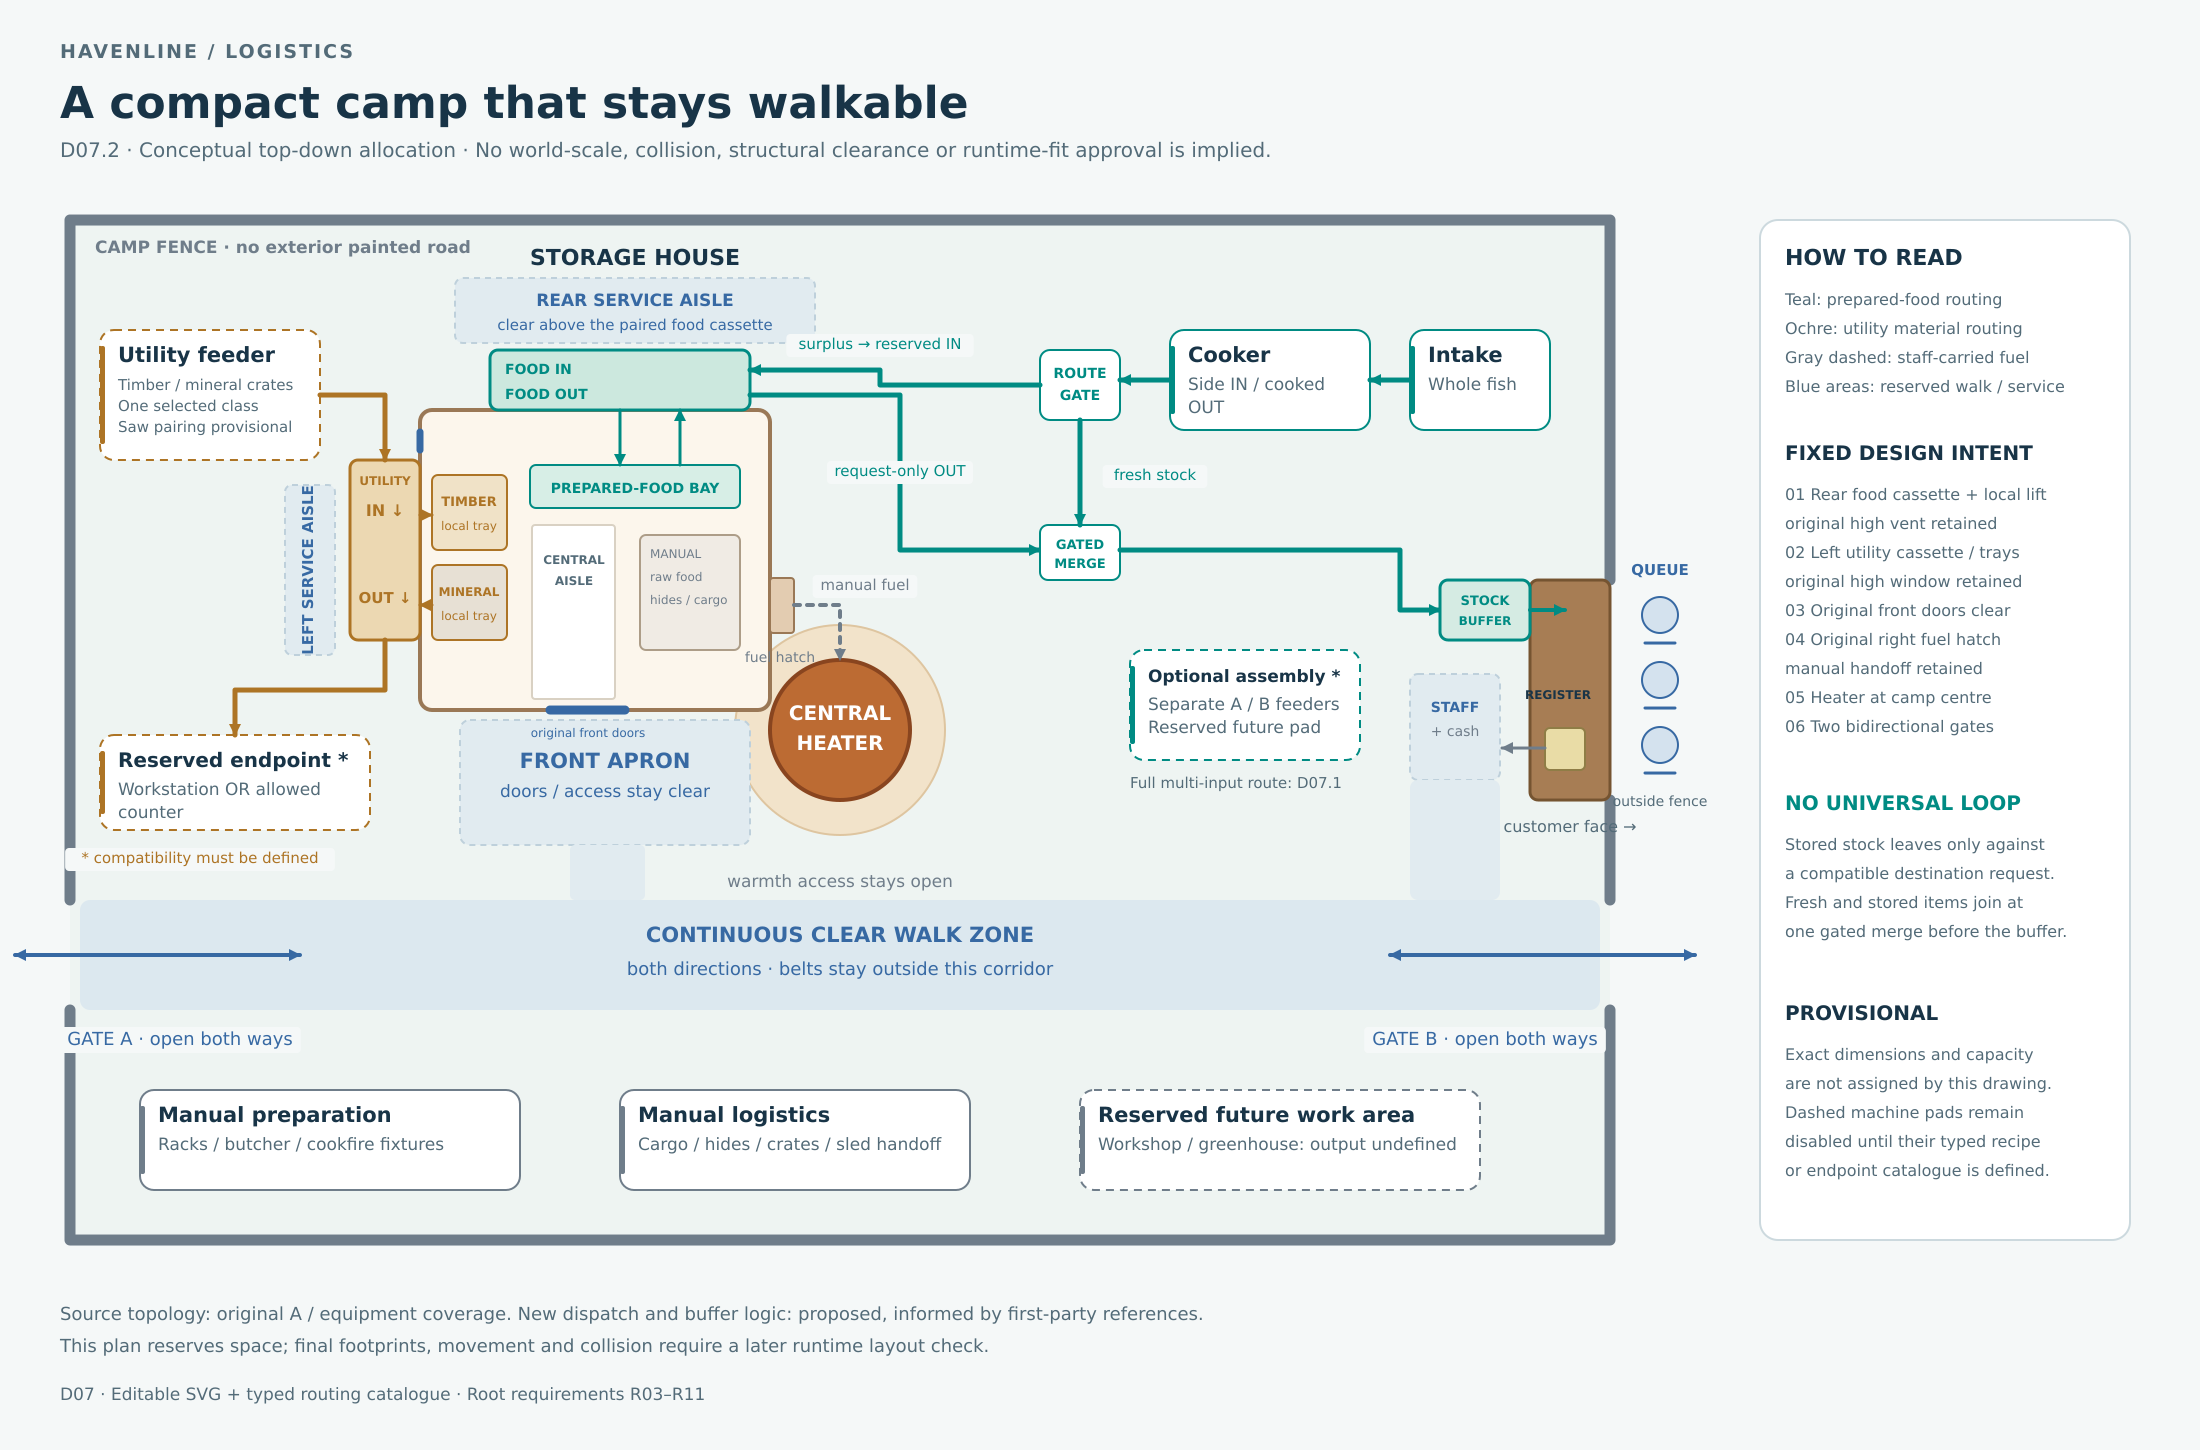 HAVENLINE / LOGISTICS
A compact camp that stays walkable
D07.2 · Conceptual top-down allocation · No world-scale, collision, structural clearance or runtime-fit approval is implied.
CAMP FENCE · no exterior painted road
STORAGE HOUSE
REAR SERVICE AISLE
clear above the paired food cassette
surplus → reserved IN
FOOD IN
FOOD OUT
Utility feeder
Timber / mineral crates
One selected class
Saw pairing provisional
ROUTE
GATE
Cooker
Side IN / cooked
OUT
Intake
Whole fish
request-only OUT
fresh stock
LEFT SERVICE AISLE
UTILITY
IN ↓
OUT ↓
TIMBER
local tray
MINERAL
local tray
PREPARED-FOOD BAY
CENTRAL
AISLE
MANUAL
raw food
hides / cargo
manual fuel
fuel hatch
GATED
MERGE
STOCK
BUFFER
QUEUE
CENTRAL
HEATER
Optional assembly *
Separate A / B feeders
Reserved future pad
Full multi-input route: D07.1
STAFF
+ cash
REGISTER
outside fence
customer face →
Reserved endpoint *
Workstation OR allowed
counter
* compatibility must be defined
original front doors
FRONT APRON
doors / access stay clear
warmth access stays open
CONTINUOUS CLEAR WALK ZONE
both directions · belts stay outside this corridor
GATE A · open both ways
GATE B · open both ways
Manual preparation
Racks / butcher / cookfire fixtures
Manual logistics
Cargo / hides / crates / sled handoff
Reserved future work area
Workshop / greenhouse: output undefined
HOW TO READ
Teal: prepared-food routing
Ochre: utility material routing
Gray dashed: staff-carried fuel
Blue areas: reserved walk / service
FIXED DESIGN INTENT
01 Rear food cassette + local lift
original high vent retained
02 Left utility cassette / trays
original high window retained
03 Original front doors clear
04 Original right fuel hatch
manual handoff retained
05 Heater at camp centre
06 Two bidirectional gates
NO UNIVERSAL LOOP
Stored stock leaves only against
a compatible destination request.
Fresh and stored items join at
one gated merge before the buffer.
PROVISIONAL
Exact dimensions and capacity
are not assigned by this drawing.
Dashed machine pads remain
disabled until their typed recipe
or endpoint catalogue is defined.
Source topology: original A / equipment coverage. New dispatch and buffer logic: proposed, informed by first-party references.
This plan reserves space; final footprints, movement and collision require a later runtime layout check.
D07 · Editable SVG + typed routing catalogue · Root requirements R03–R11